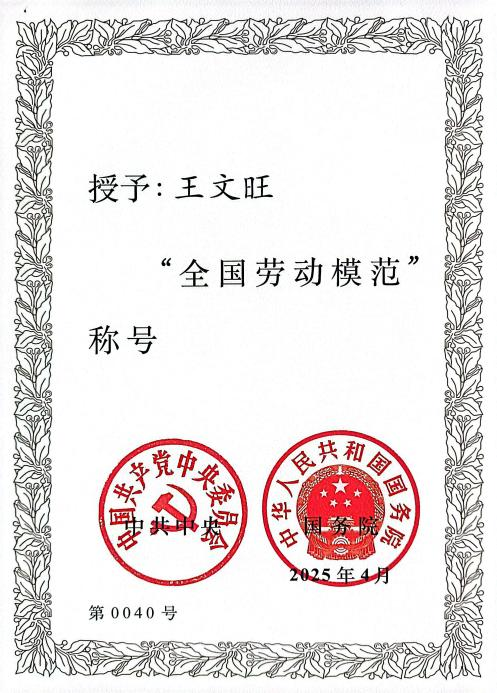 授予：王文旺
“全国劳动模范”
称号
中国共产党中央委员会
中华人民共和国国务院
中共中央
国务院
2025年4月
第0040号